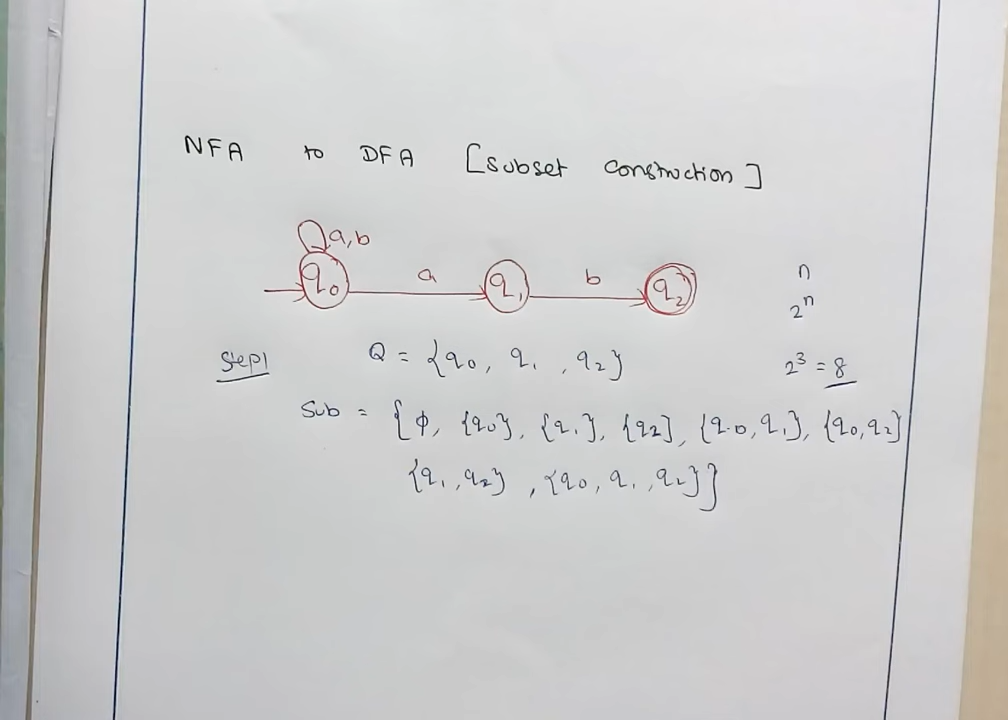 NFA to DFA [subset construction]
a,b
q0 a q1 b q2
n
2^n
Step1 Q = {q0, q1, q2}
2^3 = 8
Sub = {ϕ, {q0}, {q1}, {q2}, {q0,q1}, {q0,q2}
{q1,q2}, {q0, q1, q2}}